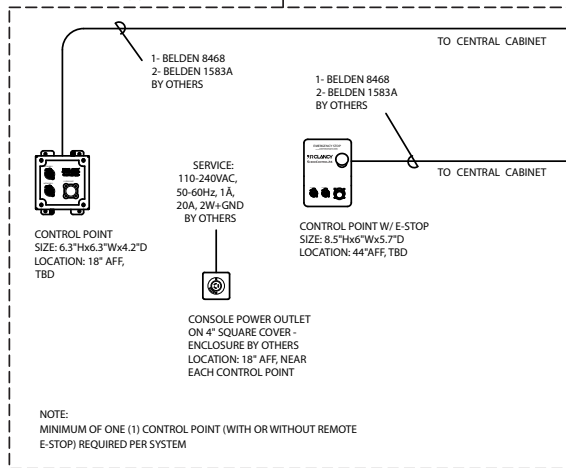 TO CENTRAL CABINET
1- BELDEN 8468
2- BELDEN 1583A
BY OTHERS
1- BELDEN 8468
2- BELDEN 1583A
BY OTHERS
EMERGENCY STOP
CLANCY
TO CENTRAL CABINET
SERVICE:
110-240VAC,
50-60Hz, 1Ā,
20A, 2W+GND
BY OTHERS
CONTROL POINT
SIZE: 6.3"Hx6.3"Wx4.2"D
LOCATION: 18" AFF,
TBD
CONTROL POINT W/ E-STOP
SIZE: 8.5"Hx6"Wx5.7"D
LOCATION: 44"AFF, TBD
CONSOLE POWER OUTLET
ON 4" SQUARE COVER -
ENCLOSURE BY OTHERS
LOCATION: 18" AFF, NEAR
EACH CONTROL POINT
NOTE:
MINIMUM OF ONE (1) CONTROL POINT (WITH OR WITHOUT REMOTE
E-STOP) REQUIRED PER SYSTEM